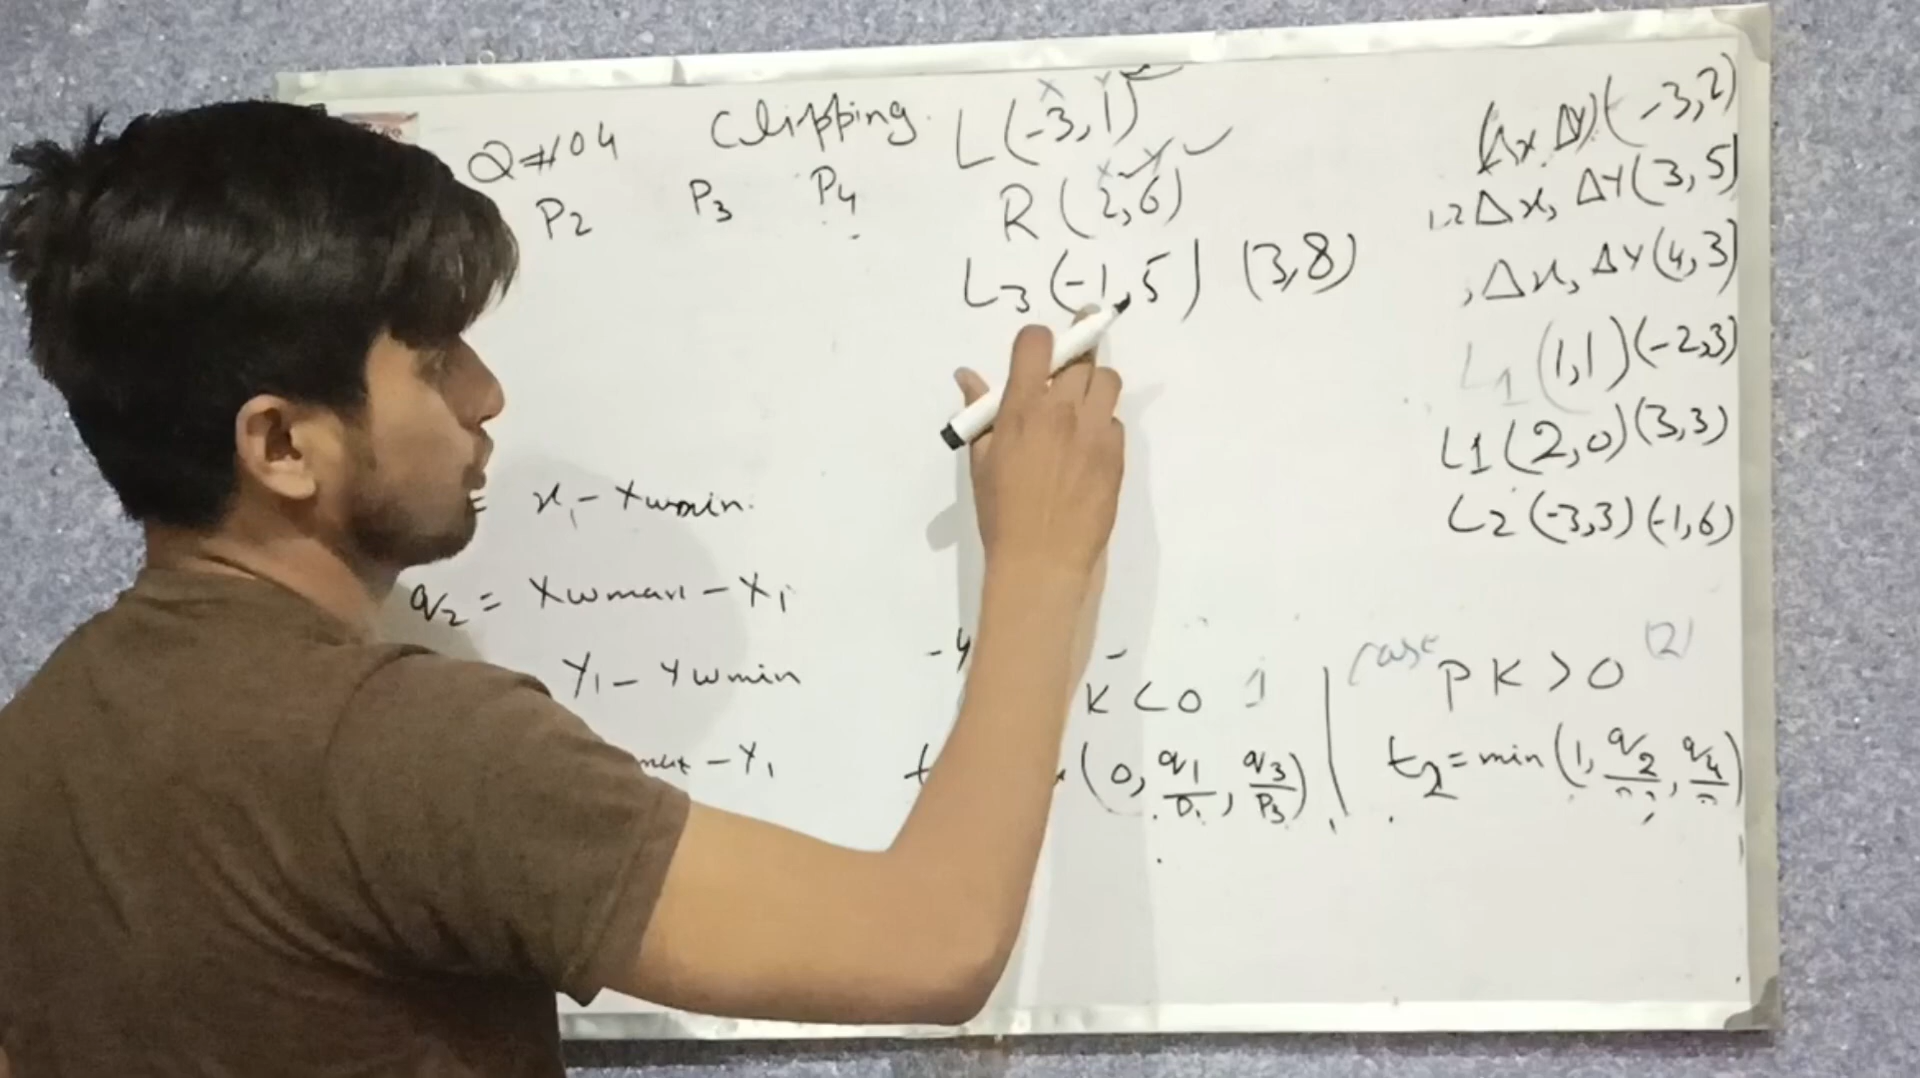 Q#04 Clipping L(-3,1)
P2 P3 P4 R(2,6)
L3(-1,5) (3,8)
= x1 - xwmin.
q2 = xwmax - x1
y1 - ywmin
- y1
-4
K<0 1
(0, q1/P1, q3/P3)
case PK>0 (2)
t2 = min(1, q2, q4)
(Δx, Δy)(-3,2)
Δx, ΔY(3,5)
, Δx, ΔY(4,3)
L1(1,1)(-2,3)
L1(2,0)(3,3)
L2(-3,3)(-1,6)